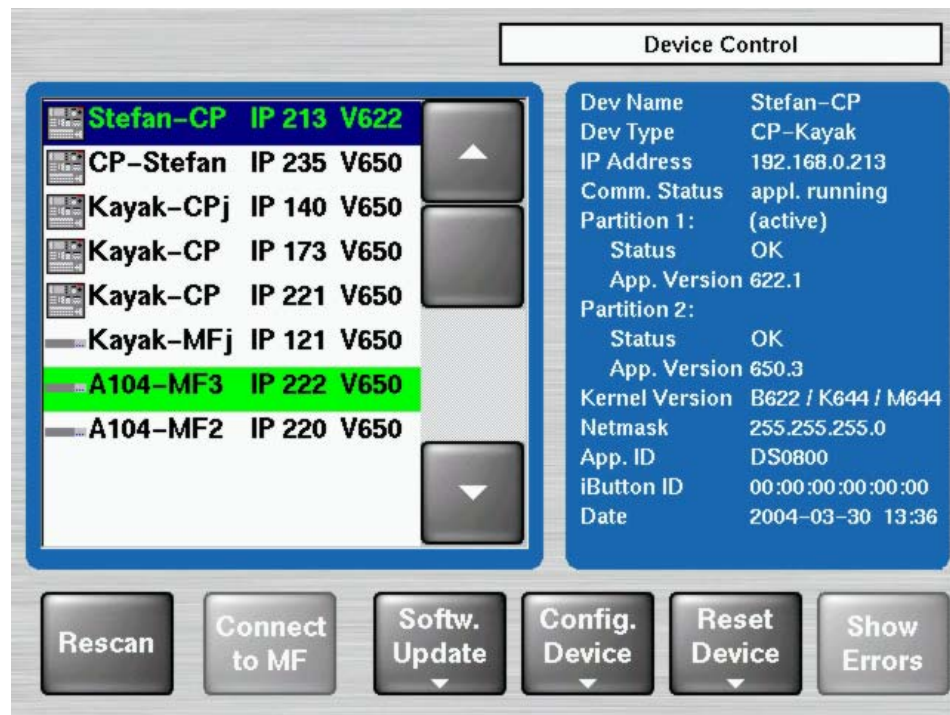 Device Control
Stefan-CP IP 213 V622
CP-Stefan IP 235 V650
Kayak-CPj IP 140 V650
Kayak-CP IP 173 V650
Kayak-CP IP 221 V650
Kayak-MFj IP 121 V650
A104-MF3 IP 222 V650
A104-MF2 IP 220 V650
Dev Name Stefan-CP
Dev Type CP-Kayak
IP Address 192.168.0.213
Comm. Status appl. running
Partition 1: (active)
Status OK
App. Version 622.1
Partition 2:
Status OK
App. Version 650.3
Kernel Version B622 / K644 / M644
Netmask 255.255.255.0
App. ID DS0800
iButton ID 00:00:00:00:00:00
Date 2004-03-30 13:36
Rescan
Connect
to MF
Softw.
Update
Config.
Device
Reset
Device
Show
Errors